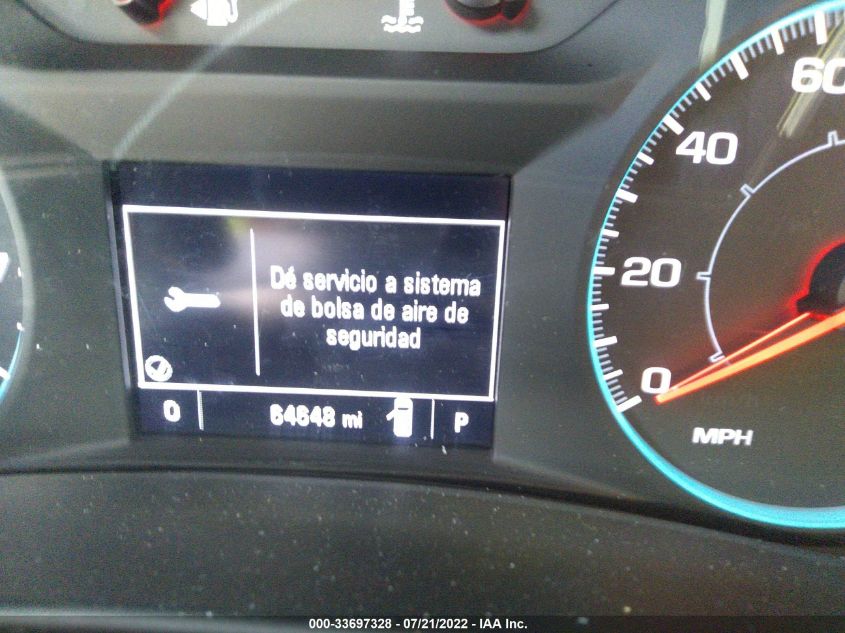 60
40
20
0
MPH
Dé servicio a sistema
de bolsa de aire de
seguridad
0 64648 mi P
000-33697328 - 07/21/2022 - IAA Inc.